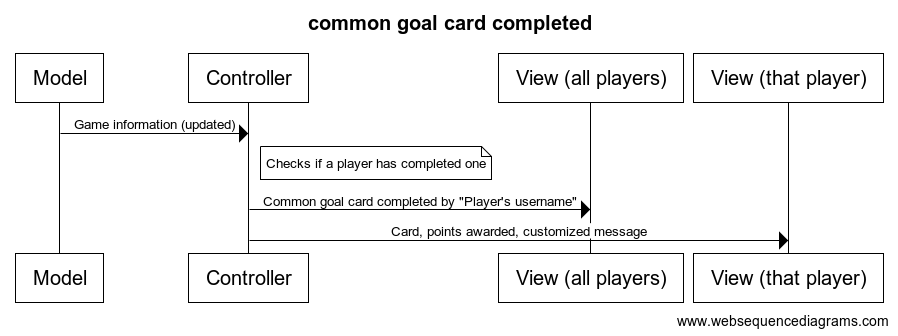 common goal card completed
Model
Controller
View (all players)
View (that player)
Game information (updated)
Checks if a player has completed one
Common goal card completed by "Player's username"
Card, points awarded, customized message
Model
Controller
View (all players)
View (that player)
www.websequencediagrams.com